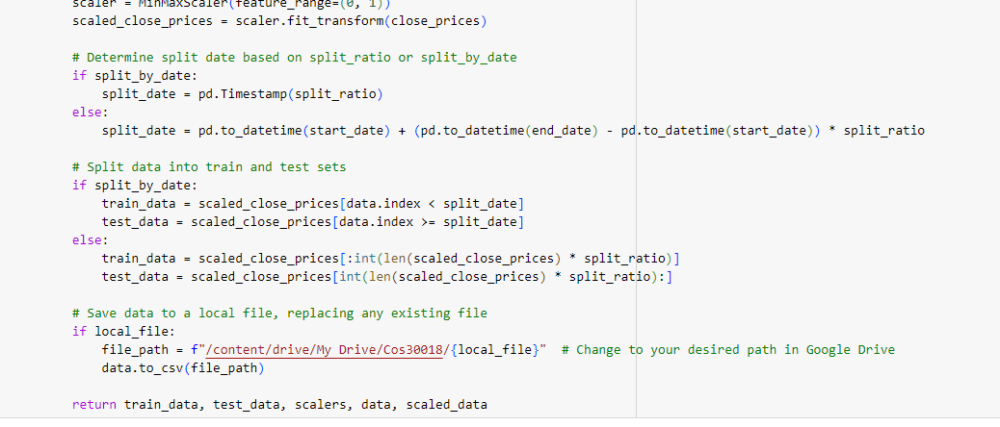 scaler = MinMaxScaler(feature_range=(0, 1))
scaled_close_prices = scaler.fit_transform(close_prices)
# Determine split date based on split_ratio or split_by_date
if split_by_date:
split_date = pd.Timestamp(split_ratio)
else:
split_date = pd.to_datetime(start_date) + (pd.to_datetime(end_date) - pd.to_datetime(start_date)) * split_ratio
# Split data into train and test sets
if split_by_date:
train_data = scaled_close_prices[data.index < split_date]
test_data = scaled_close_prices[data.index >= split_date]
else:
train_data = scaled_close_prices[:int(len(scaled_close_prices) * split_ratio)]
test_data = scaled_close_prices[int(len(scaled_close_prices) * split_ratio):]
# Save data to a local file, replacing any existing file
if local_file:
file_path = f"/content/drive/My Drive/Cos30018/{local_file}"  # Change to your desired path in Google Drive
data.to_csv(file_path)
return train_data, test_data, scalers, data, scaled_data